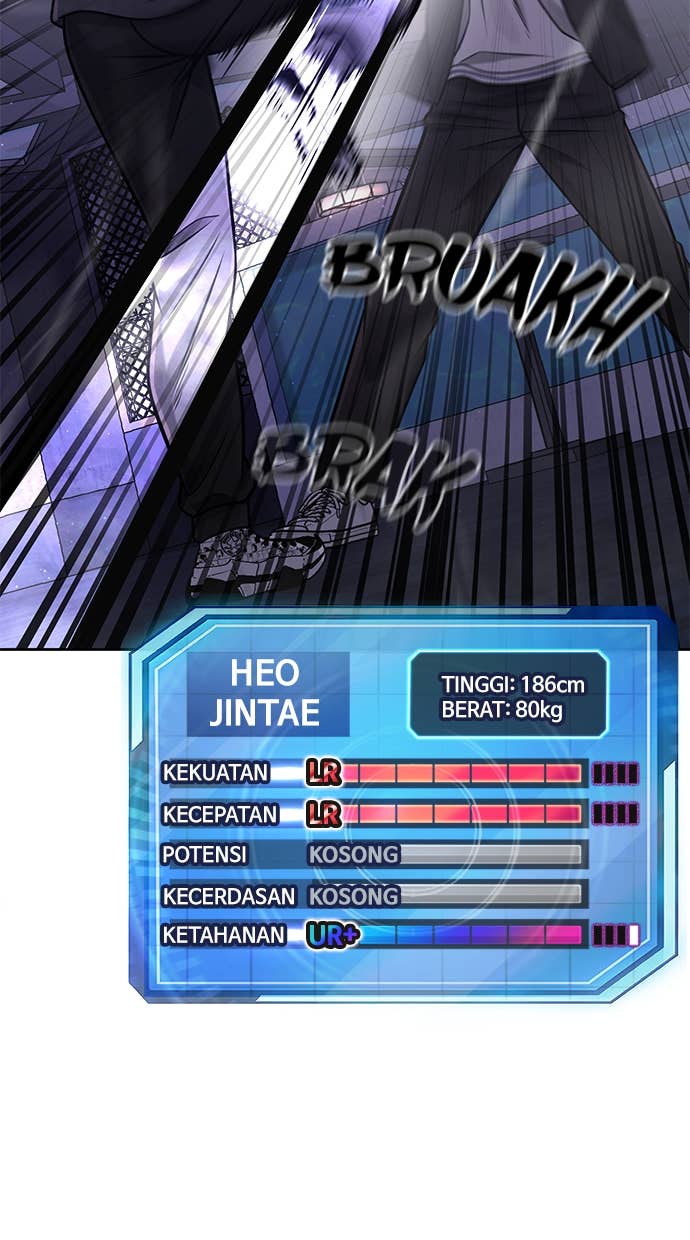 BRUAKH
BRAK
HEO
JINTAE
TINGGI: 186cm
BERAT: 80kg
KEKUATAN LR
KECEPATAN LR
POTENSI KOSONG
KECERDASAN KOSONG
KETAHANAN UR+